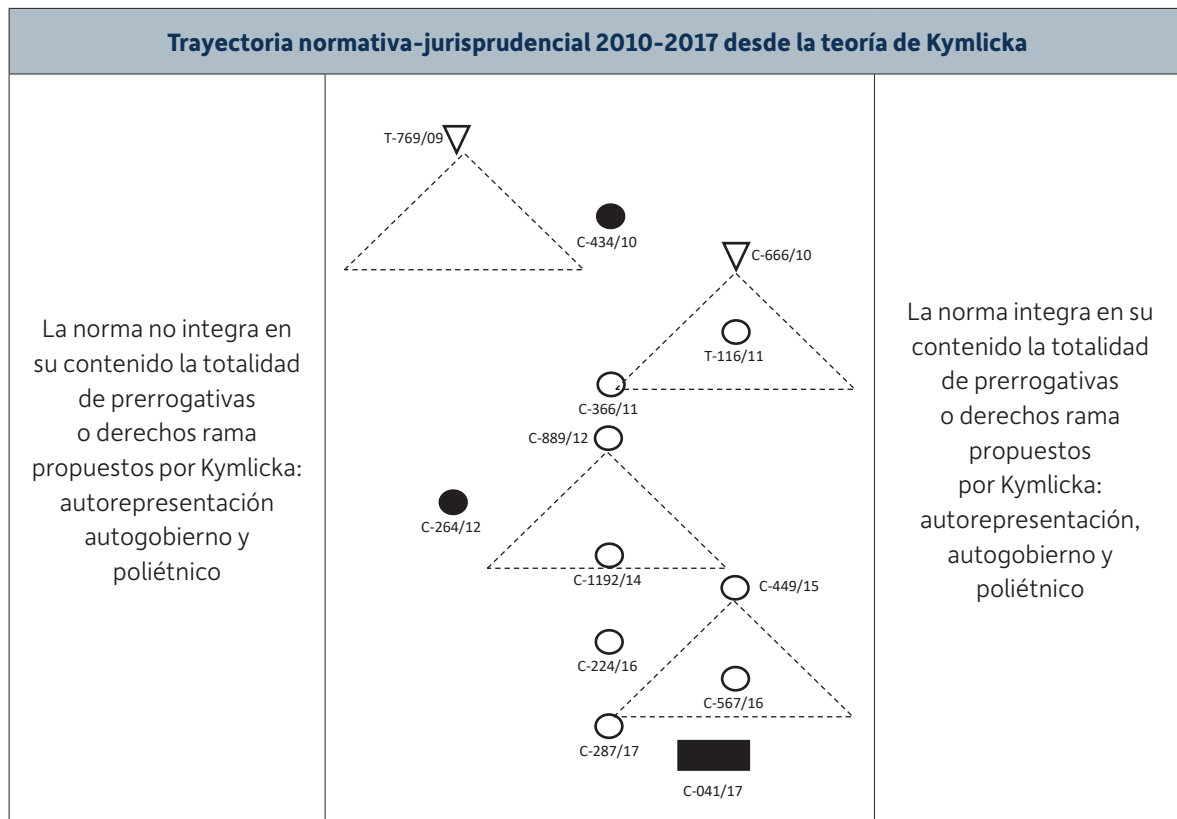 Trayectoria normativa-jurisprudencial 2010-2017 desde la teoría de Kymlicka
La norma no integra en
su contenido la totalidad
de prerrogativas
o derechos rama
propuestos por Kymlicka:
autorepresentación
autogobierno y
poliétnico
T-769/09
C-434/10
C-666/10
T-116/11
C-366/11
C-889/12
C-264/12
C-1192/14
C-449/15
C-224/16
C-567/16
C-287/17
C-041/17
La norma integra en su
contenido la totalidad
de prerrogativas
o derechos rama
propuestos
por Kymlicka:
autorepresentación,
autogobierno y
poliétnico